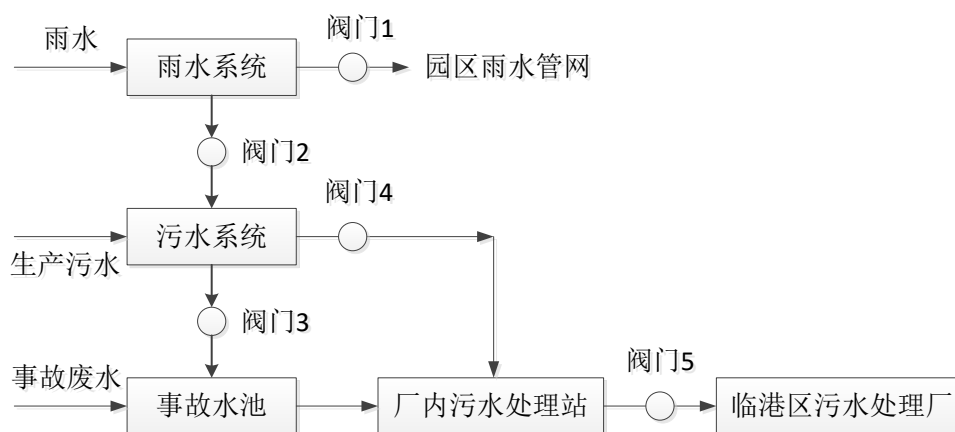 阀门1
雨水
雨水系统
园区雨水管网
阀门2
阀门4
污水系统
生产污水
阀门3
阀门5
事故废水
事故水池
厂内污水处理站
临港区污水处理厂